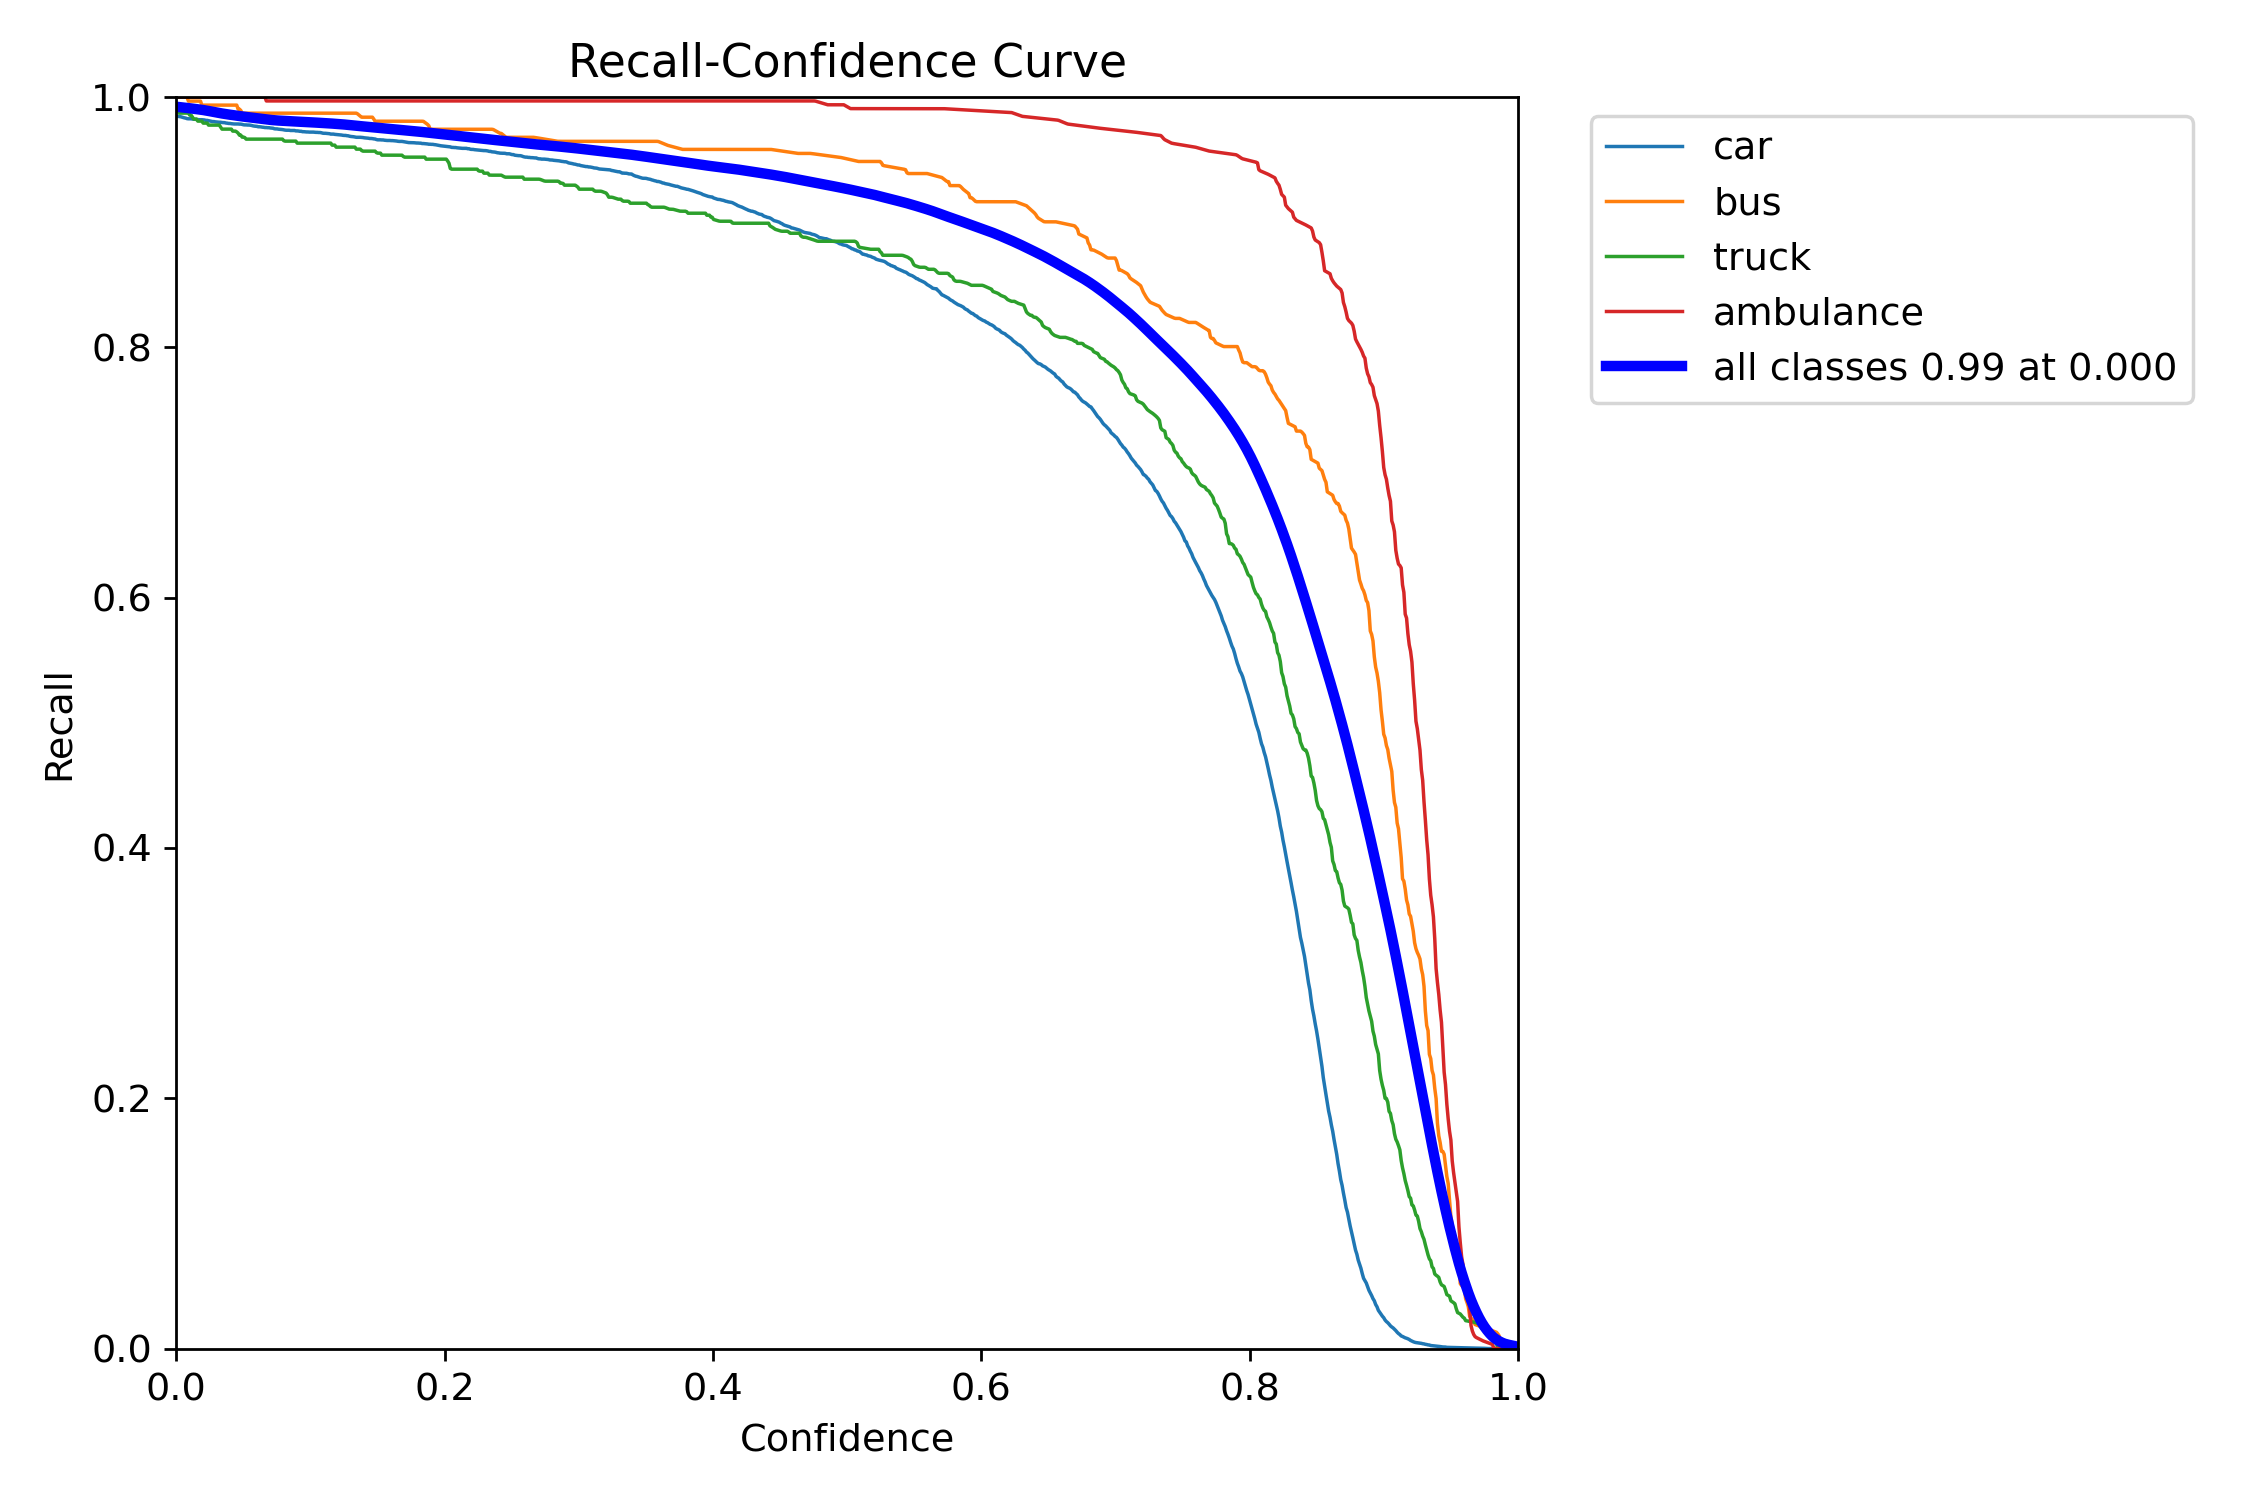 Recall-Confidence Curve
1.0
0.8
0.6
0.4
0.2
0.0
Recall
0.0 0.2 0.4 0.6 0.8 1.0
Confidence
car
bus
truck
ambulance
all classes 0.99 at 0.000